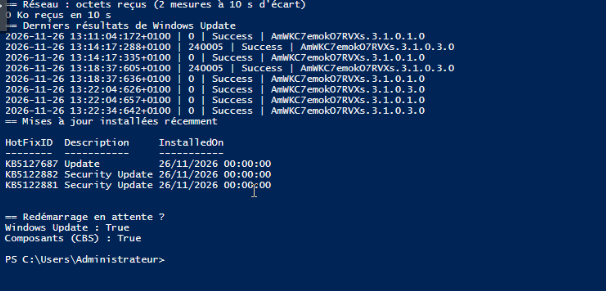 == Réseau : octets reçus (2 mesures à 10 s d'écart)
0 Ko reçus en 10 s
== Derniers résultats de Windows Update
2026-11-26 13:11:04:172+0100 | 0 | Success | AmWKC7emokO7RVXs.3.1.0.1.0
2026-11-26 13:14:17:288+0100 | 240005 | Success | AmWKC7emokO7RVXs.3.1.0.3.0
2026-11-26 13:14:17:335+0100 | 0 | Success | AmWKC7emokO7RVXs.3.1.0.1.0
2026-11-26 13:18:37:605+0100 | 240005 | Success | AmWKC7emokO7RVXs.3.1.0.3.0
2026-11-26 13:18:37:636+0100 | 0 | Success | AmWKC7emokO7RVXs.3.1.0.1.0
2026-11-26 13:22:04:626+0100 | 0 | Success | AmWKC7emokO7RVXs.3.1.0.3.0
2026-11-26 13:22:04:657+0100 | 0 | Success | AmWKC7emokO7RVXs.3.1.0.1.0
2026-11-26 13:22:34:642+0100 | 0 | Success | AmWKC7emokO7RVXs.3.1.0.3.0
== Mises à jour installées récemment
HotFixID Description InstalledOn
-------- ----------- -----------
KB5127687 Update 26/11/2026 00:00:00
KB5122882 Security Update 26/11/2026 00:00:00
KB5122881 Security Update 26/11/2026 00:00:00
== Redémarrage en attente ?
Windows Update : True
Composants (CBS) : True
PS C:\Users\Administrateur>